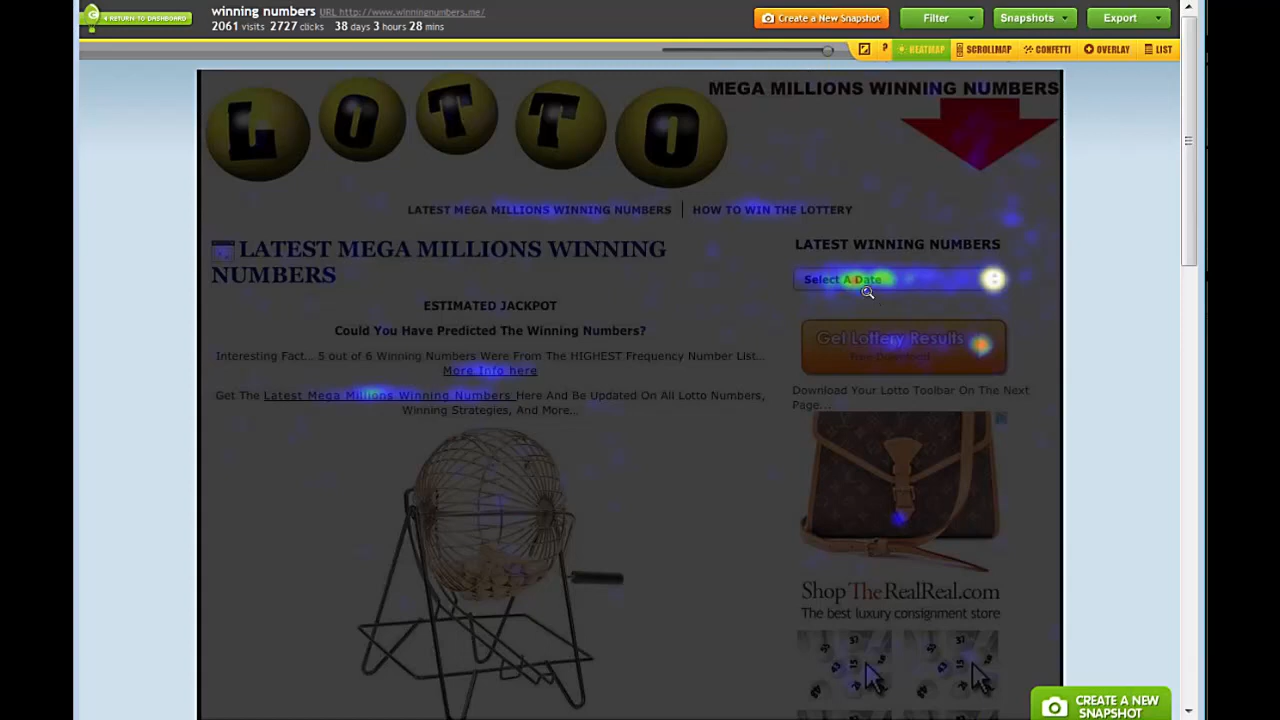 RETURN TO DASHBOARD
winning numbers URL http://www.winningnumbers.me/
2061 visits 2727 clicks 38 days 3 hours 28 mins
Create a New Snapshot
Filter
Snapshots
Export
? HEATMAP SCROLLMAP CONFETTI OVERLAY LIST
LOTTO
MEGA MILLIONS WINNING NUMBERS
LATEST MEGA MILLIONS WINNING NUMBERS
HOW TO WIN THE LOTTERY
LATEST MEGA MILLIONS WINNING
NUMBERS
ESTIMATED JACKPOT
Could You Have Predicted The Winning Numbers?
Interesting Fact... 5 out of 6 Winning Numbers Were From The HIGHEST Frequency Number List...
More Info here
Get The Latest Mega Millions Winning Numbers Here And Be Updated On All Lotto Numbers,
Winning Strategies, And More...
LATEST WINNING NUMBERS
Select A Date
Get Lottery Results
Free Download
Download Your Lotto Toolbar On The Next
Page...
Shop TheRealReal.com
The best luxury consignment store
CREATE A NEW
SNAPSHOT